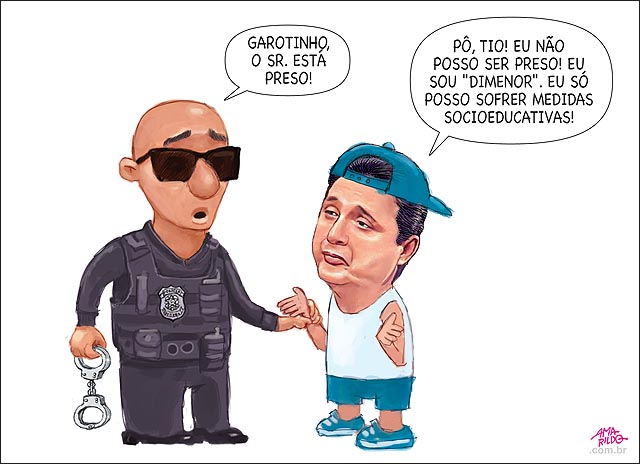 GAROTINHO,
O SR. ESTÁ
PRESO!
PÔ, TIO! EU NÃO
POSSO SER PRESO! EU
SOU "DIMENOR". EU SÓ
POSSO SOFRER MEDIDAS
SOCIOEDUCATIVAS!
AMA
RILDO
.com.br